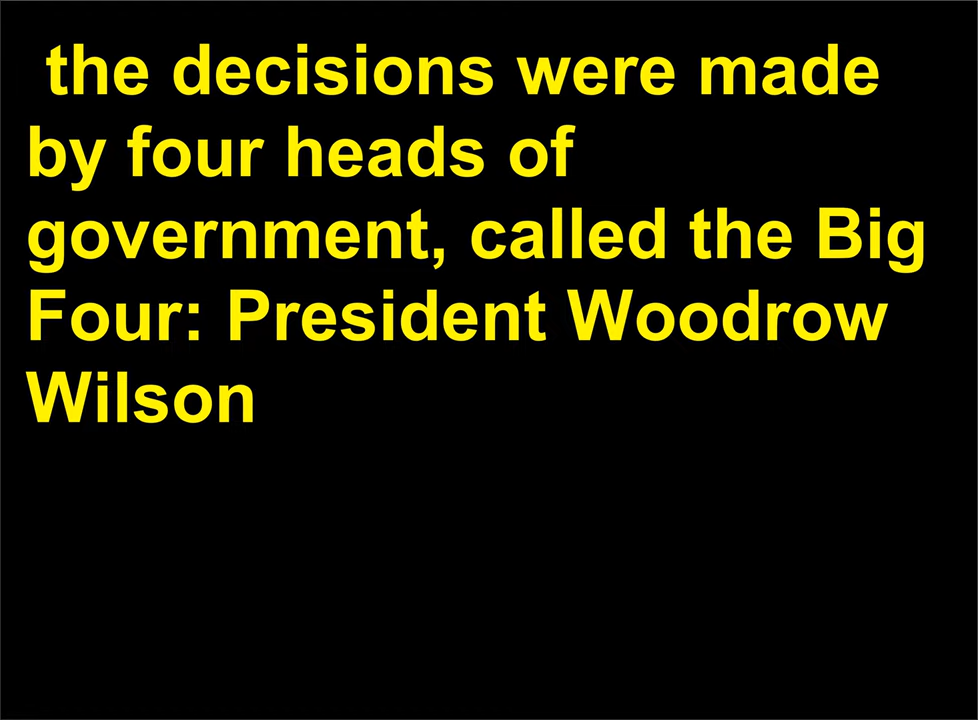 the decisions were made
by four heads of
government, called the Big
Four: President Woodrow
Wilson